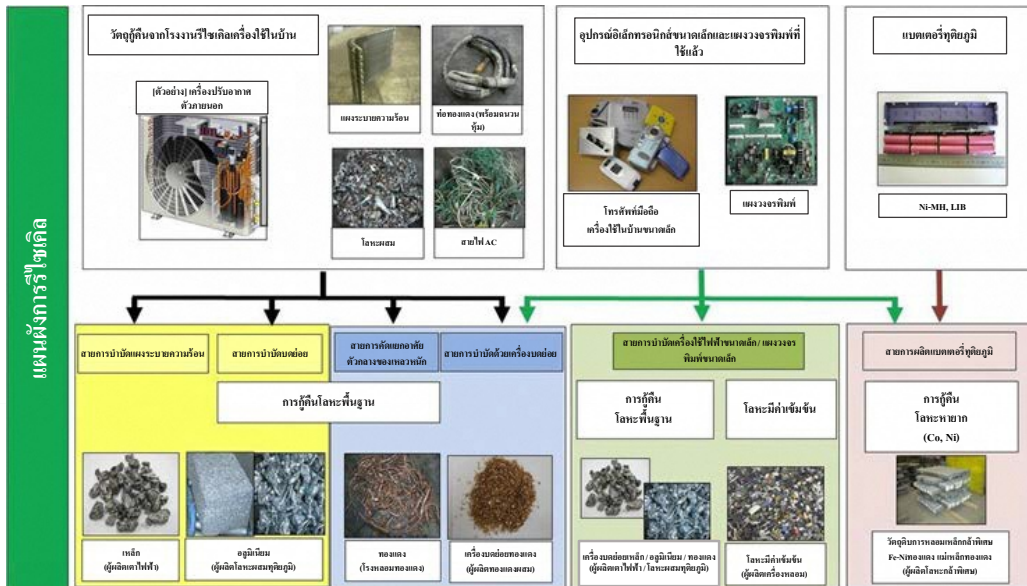 แผนผังการรีไซเคิล
วัตถุกู้คืนจากโรงงานรีไซเคิลเครื่องใช้ในบ้าน
[ตัวอย่าง] เครื่องปรับอากาศ
ตัวภายนอก
แผงระบายความร้อน
ท่อทองแดง (พร้อมฉนวน
หุ้ม)
โลหะผสม
สายไฟ AC
อุปกรณ์อิเล็กทรอนิกส์ขนาดเล็กและแผงวงจรพิมพ์ที่
ใช้แล้ว
โทรศัพท์มือถือ
เครื่องใช้ในบ้านขนาดเล็ก
แผงวงจรพิมพ์
แบตเตอรี่ทุติยภูมิ
Ni-MH, LIB
สายการบำบัดแผงระบายความร้อน
สายการบำบัดบดย่อย
สายการคัดแยกอาศัย
ตัวกลางของเหลวหนัก
สายการบำบัดด้วยเครื่องบดย่อย
การกู้คืนโลหะพื้นฐาน
เหล็ก
(ผู้ผลิตเตาไฟฟ้า)
อลูมิเนียม
(ผู้ผลิตโลหะผสมทุติยภูมิ)
ทองแดง
(โรงหลอมทองแดง)
เครื่องบดย่อยทองแดง
(ผู้ผลิตทองแดงผสม)
สายการบำบัดเครื่องใช้ไฟฟ้าขนาดเล็ก/ แผงวงจร
พิมพ์ขนาดเล็ก
การกู้คืน
โลหะพื้นฐาน
โลหะมีค่าเข้มข้น
เครื่องบดย่อยเหล็ก / อลูมิเนียม / ทองแดง
(ผู้ผลิตเตาไฟฟ้า / โลหะผสมทุติยภูมิ)
โลหะมีค่าเข้มข้น
(ผู้ผลิตเครื่องหลอม)
สายการผลิตแบตเตอรี่ทุติยภูมิ
การกู้คืน
โลหะหายาก
(Co, Ni)
วัตถุดิบการหลอมเหล็กกล้าพิเศษ
Fe-Niทองแดง แม่เหล็กทองแดง
(ผู้ผลิตโลหะกล้าพิเศษ)